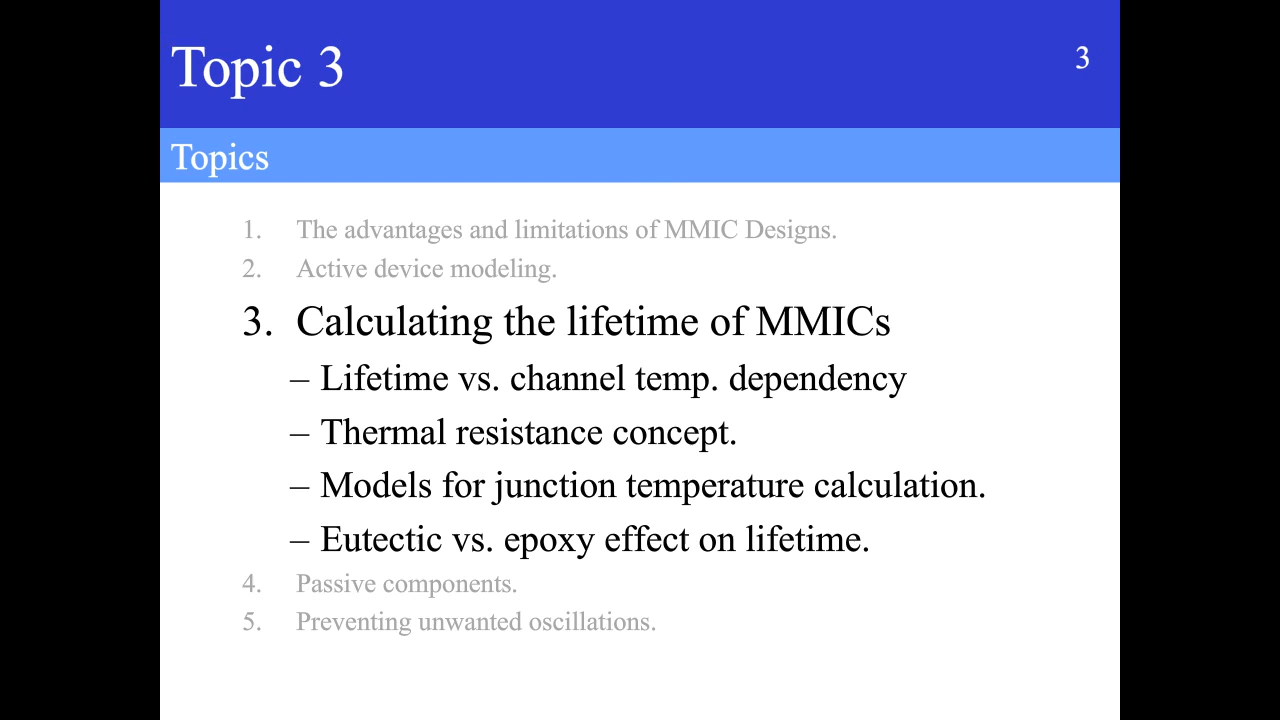 Topic 3
3
Topics
1. The advantages and limitations of MMIC Designs.
2. Active device modeling.
3. Calculating the lifetime of MMICs
– Lifetime vs. channel temp. dependency
– Thermal resistance concept.
– Models for junction temperature calculation.
– Eutectic vs. epoxy effect on lifetime.
4. Passive components.
5. Preventing unwanted oscillations.